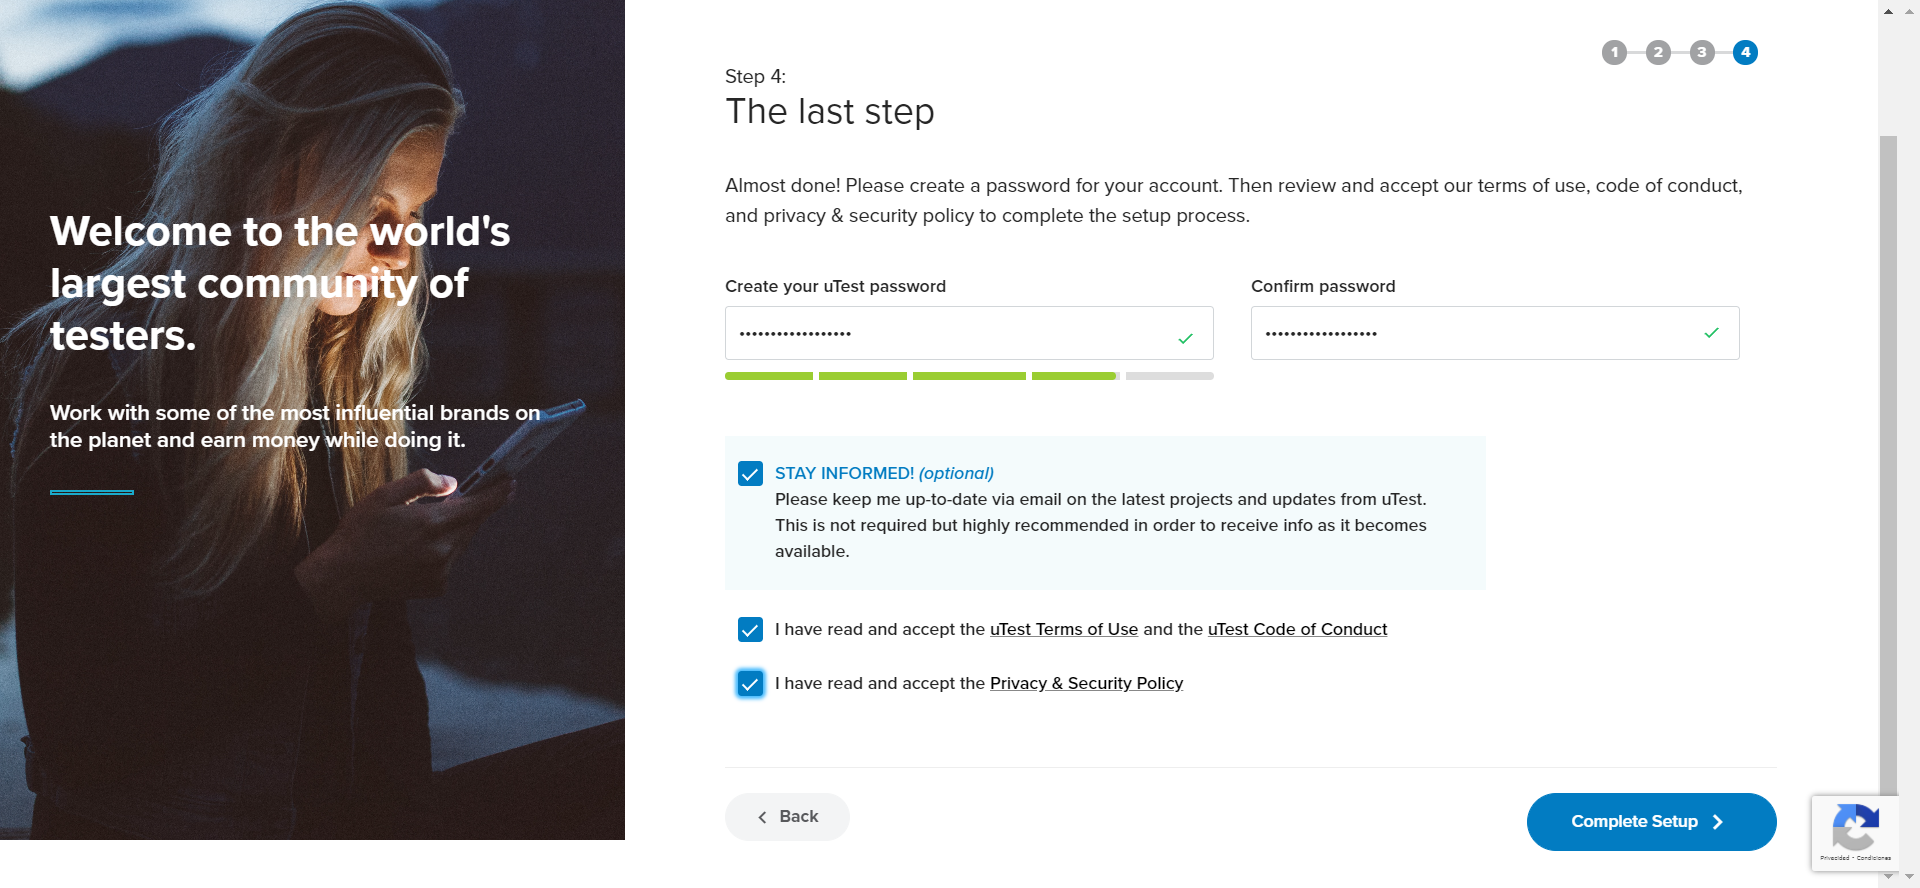 Welcome to the world's
largest community of
testers.
Work with some of the most influential brands on
the planet and earn money while doing it.
1 2 3 4
Step 4:
The last step
Almost done! Please create a password for your account. Then review and accept our terms of use, code of conduct,
and privacy & security policy to complete the setup process.
Create your uTest password
Confirm password
••••••••••••••••••
••••••••••••••••••
STAY INFORMED! (optional)
Please keep me up-to-date via email on the latest projects and updates from uTest.
This is not required but highly recommended in order to receive info as it becomes
available.
I have read and accept the uTest Terms of Use and the uTest Code of Conduct
I have read and accept the Privacy & Security Policy
Back
Complete Setup
Privacidad - Condiciones